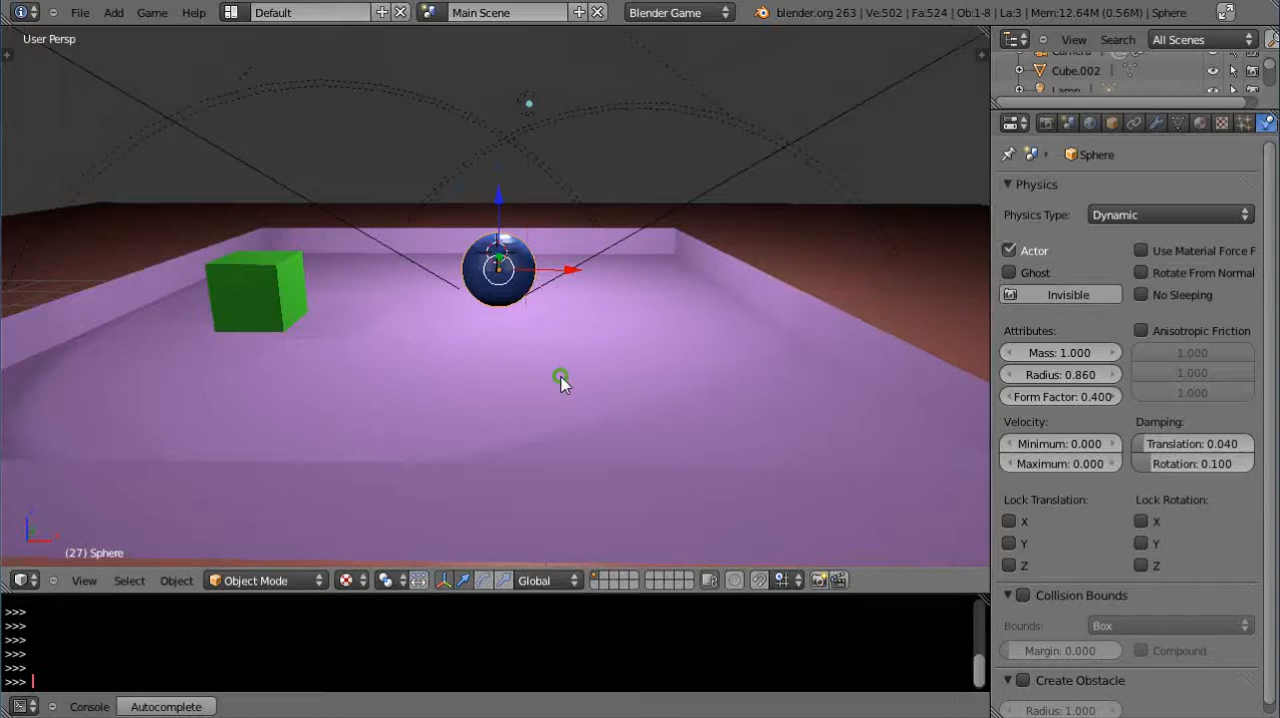 File Add Game Help Default Main Scene Blender Game blender.org 263 | Ve:502 | Fa:524 | Ob:1-8 | La:3 | Mem:12.64M (0.56M) | Sphere
User Persp
View Search All Scenes
Camera
Cube.002
Lamp
Sphere
Physics
Physics Type: Dynamic
Actor Use Material Force F
Ghost Rotate From Normal
Invisible No Sleeping
Attributes: Anisotropic Friction
Mass: 1.000 1.000
Radius: 0.860 1.000
Form Factor: 0.400 1.000
Velocity: Damping:
Minimum: 0.000 Translation: 0.040
Maximum: 0.000 Rotation: 0.100
Lock Translation: Lock Rotation:
X X
Y Y
Z Z
(27) Sphere
View Select Object Object Mode Global
Collision Bounds
Bounds: Box
Margin: 0.000 Compound
Create Obstacle
Radius: 1.000
>>>
>>>
>>>
>>>
>>>
>>>
Console Autocomplete